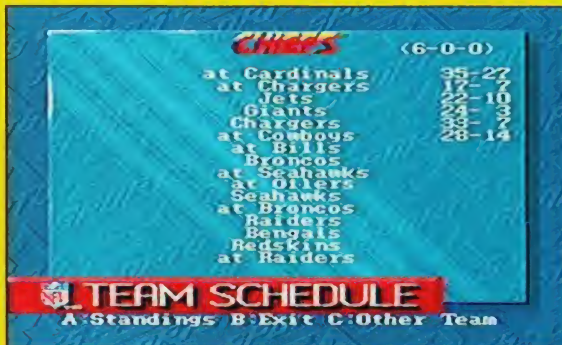 CHIEFS (6-0-0)
at Cardinals 35-27
at Chargers 17- 7
Jets 22-10
Giants 24- 3
Chargers 33- 7
at Cowboys 28-14
at Bills
Broncos
at Seahawks
at Oilers
Seahawks
at Broncos
Raiders
Bengals
Redskins
at Raiders
NFL TEAM SCHEDULE
A:Standings B:Exit C:Other Team